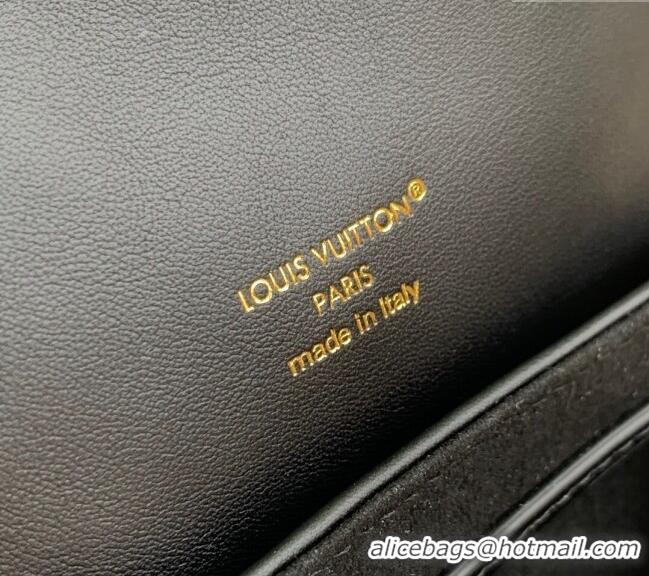 LOUIS VUITTON®
PARIS
made in Italy
alicebags@hotmail.com